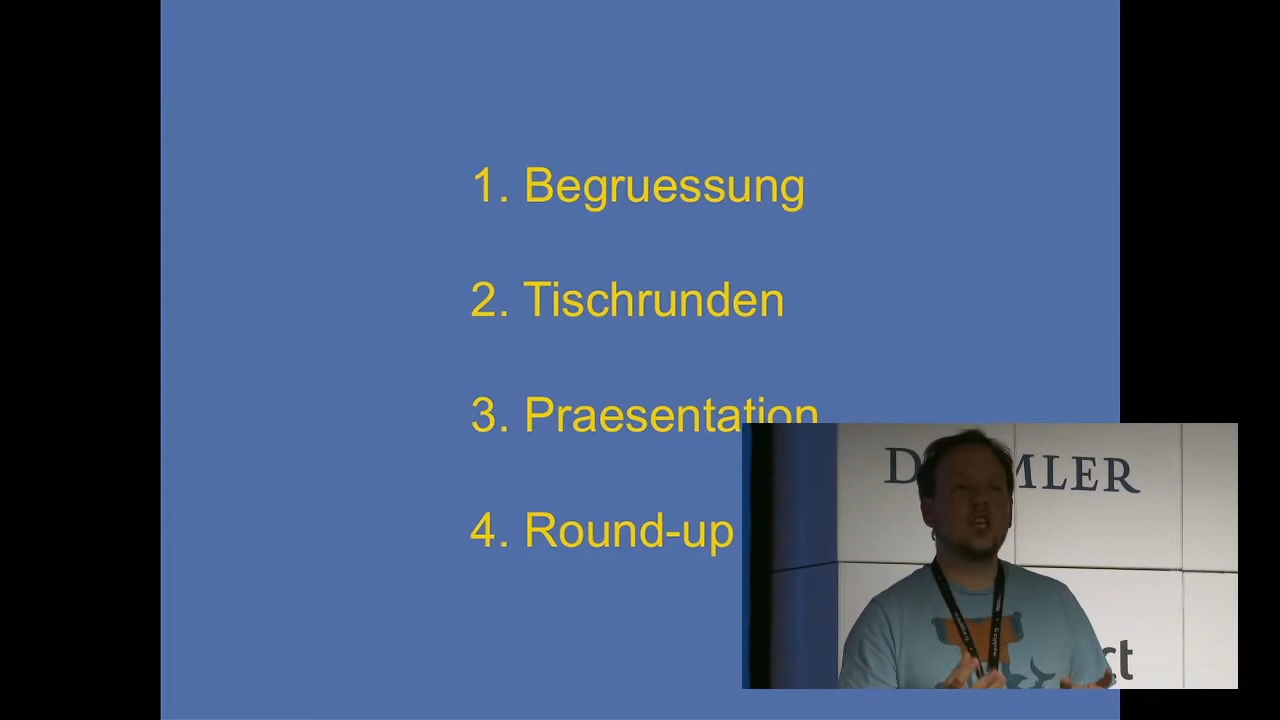 1. Begruessung
2. Tischrunden
3. Praesentation
4. Round-up